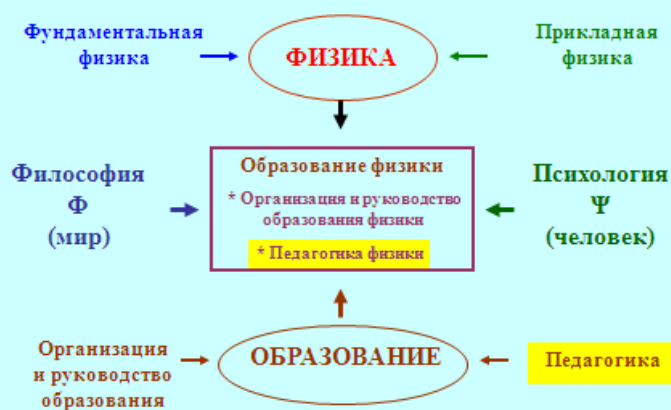 Фундаментальная
физика
ФИЗИКА
Прикладная
физика
Философия
Ф
(мир)
Образование физики
* Организация и руководство
образования физики
* Педагогика физики
Психология
Ψ
(человек)
Организация
и руководство
образования
ОБРАЗОВАНИЕ
Педагогика